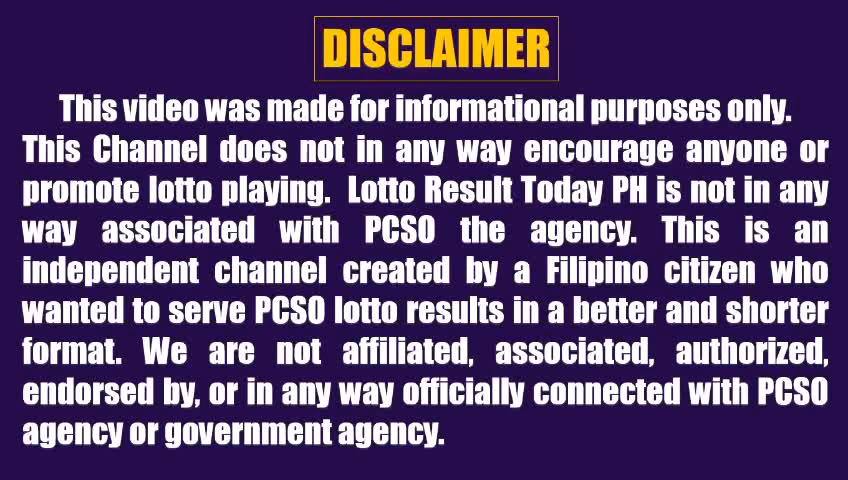 DISCLAIMER
This video was made for informational purposes only.
This Channel does not in any way encourage anyone or
promote lotto playing. Lotto Result Today PH is not in any
way associated with PCSO the agency. This is an
independent channel created by a Filipino citizen who
wanted to serve PCSO lotto results in a better and shorter
format. We are not affiliated, associated, authorized,
endorsed by, or in any way officially connected with PCSO
agency or government agency.